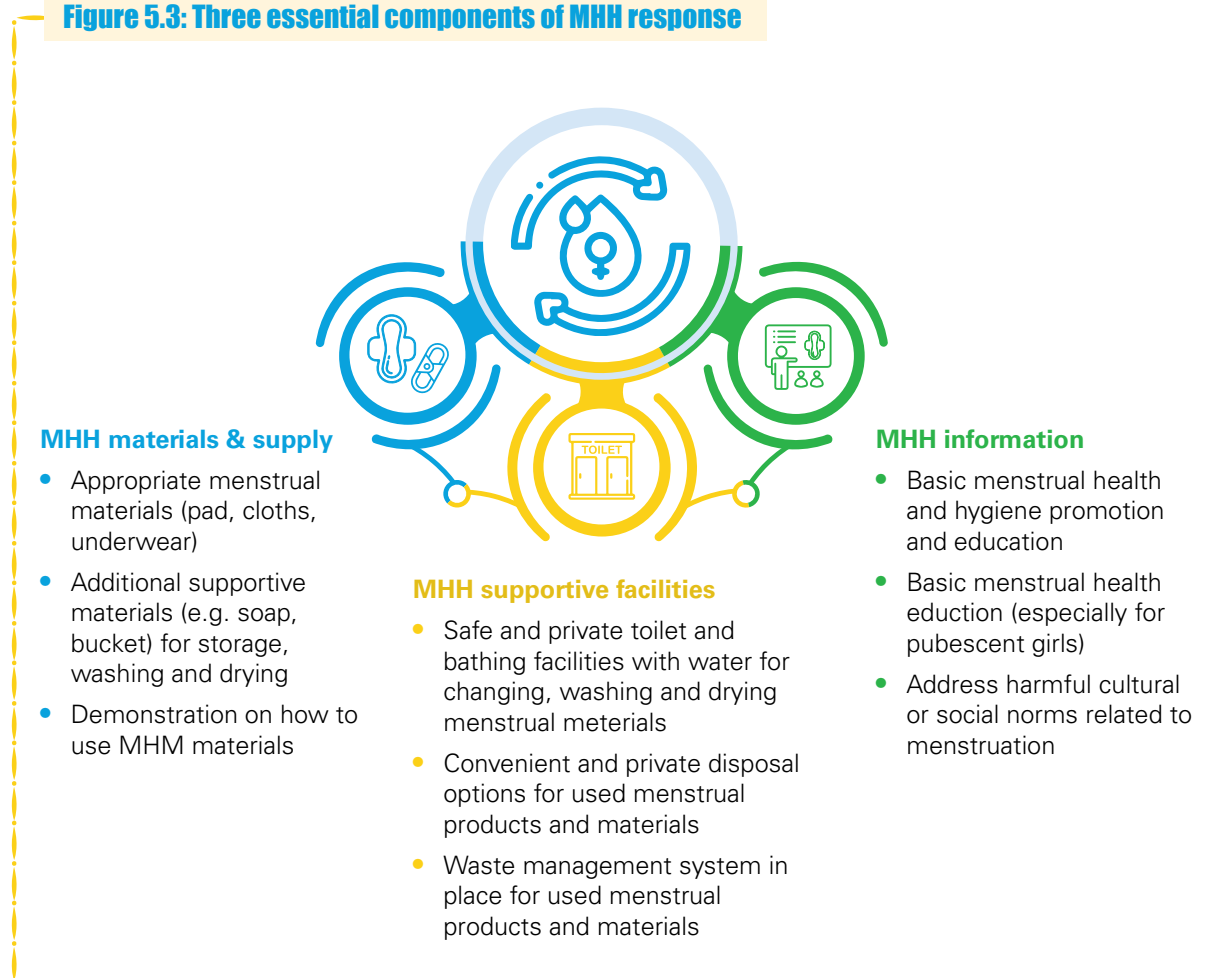 Figure 5.3: Three essential components of MHH response
TOILET
MHH materials & supply
• Appropriate menstrual
materials (pad, cloths,
underwear)
• Additional supportive
materials (e.g. soap,
bucket) for storage,
washing and drying
• Demonstration on how to
use MHM materials
MHH supportive facilities
• Safe and private toilet and
bathing facilities with water for
changing, washing and drying
menstrual meterials
• Convenient and private disposal
options for used menstrual
products and materials
• Waste management system in
place for used menstrual
products and materials
MHH information
• Basic menstrual health
and hygiene promotion
and education
• Basic menstrual health
eduction (especially for
pubescent girls)
• Address harmful cultural
or social norms related to
menstruation